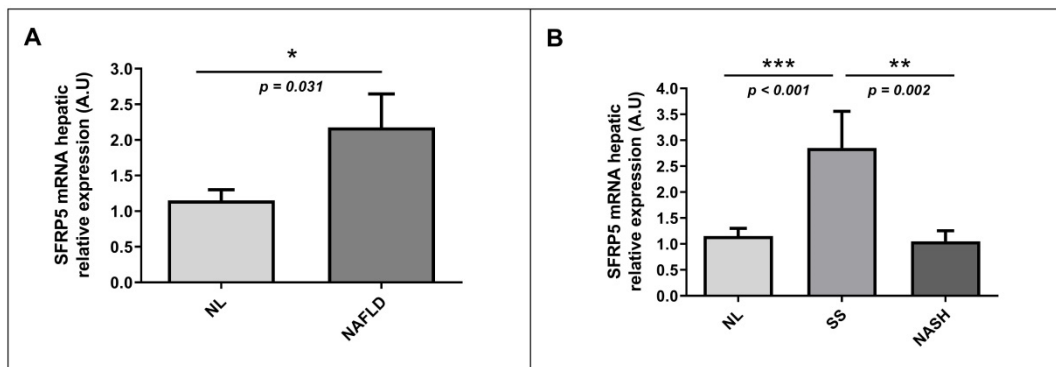 A
SFRP5 mRNA hepatic
relative expression (A.U)
3.0
2.5
2.0
1.5
1.0
0.5
0.0
*
p = 0.031
NL
NAFLD
B
SFRP5 mRNA hepatic
relative expression (A.U)
4.0
3.5
3.0
2.5
2.0
1.5
1.0
0.5
0.0
***
p < 0.001
**
p = 0.002
NL
SS
NASH